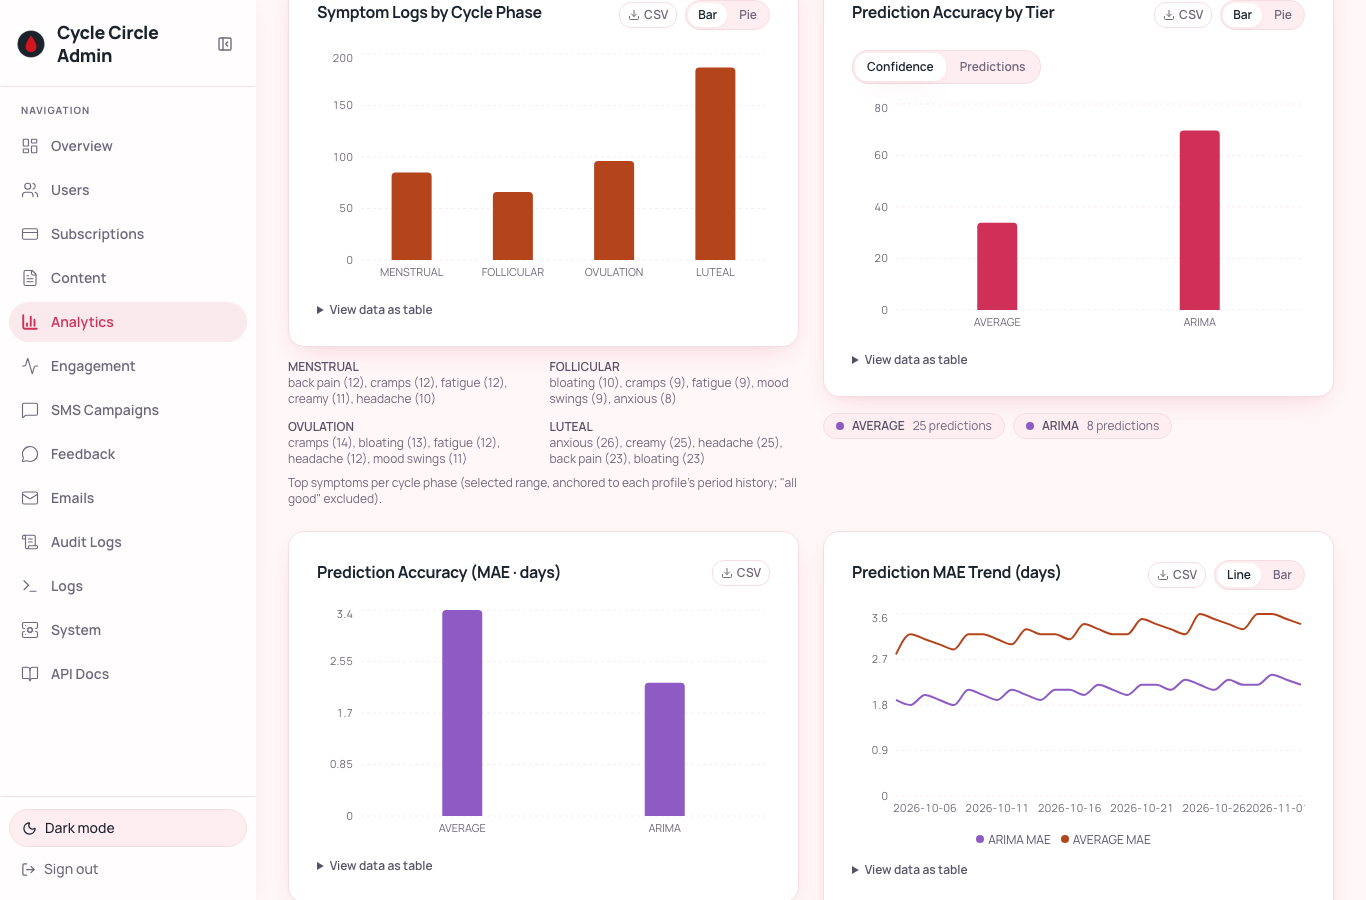 Cycle Circle
Admin
NAVIGATION
Overview
Users
Subscriptions
Content
Analytics
Engagement
SMS Campaigns
Feedback
Emails
Audit Logs
Logs
System
API Docs
Dark mode
Sign out
Symptom Logs by Cycle Phase
CSV
Bar
Pie
200
150
100
50
0
MENSTRUAL
FOLLICULAR
OVULATION
LUTEAL
View data as table
MENSTRUAL
back pain (12), cramps (12), fatigue (12),
creamy (11), headache (10)
FOLLICULAR
bloating (10), cramps (9), fatigue (9), mood
swings (9), anxious (8)
OVULATION
cramps (14), bloating (13), fatigue (12),
headache (12), mood swings (11)
LUTEAL
anxious (26), creamy (25), headache (25),
back pain (23), bloating (23)
Top symptoms per cycle phase (selected range, anchored to each profile's period history; "all
good" excluded).
Prediction Accuracy by Tier
CSV
Bar
Pie
Confidence
Predictions
80
60
40
20
0
AVERAGE
ARIMA
View data as table
AVERAGE 25 predictions
ARIMA 8 predictions
Prediction Accuracy (MAE · days)
CSV
3.4
2.55
1.7
0.85
0
AVERAGE
ARIMA
View data as table
Prediction MAE Trend (days)
CSV
Line
Bar
3.6
2.7
1.8
0.9
0
2026-10-06
2026-10-11
2026-10-16
2026-10-21
2026-10-26
2026-11-0
ARIMA MAE
AVERAGE MAE
View data as table